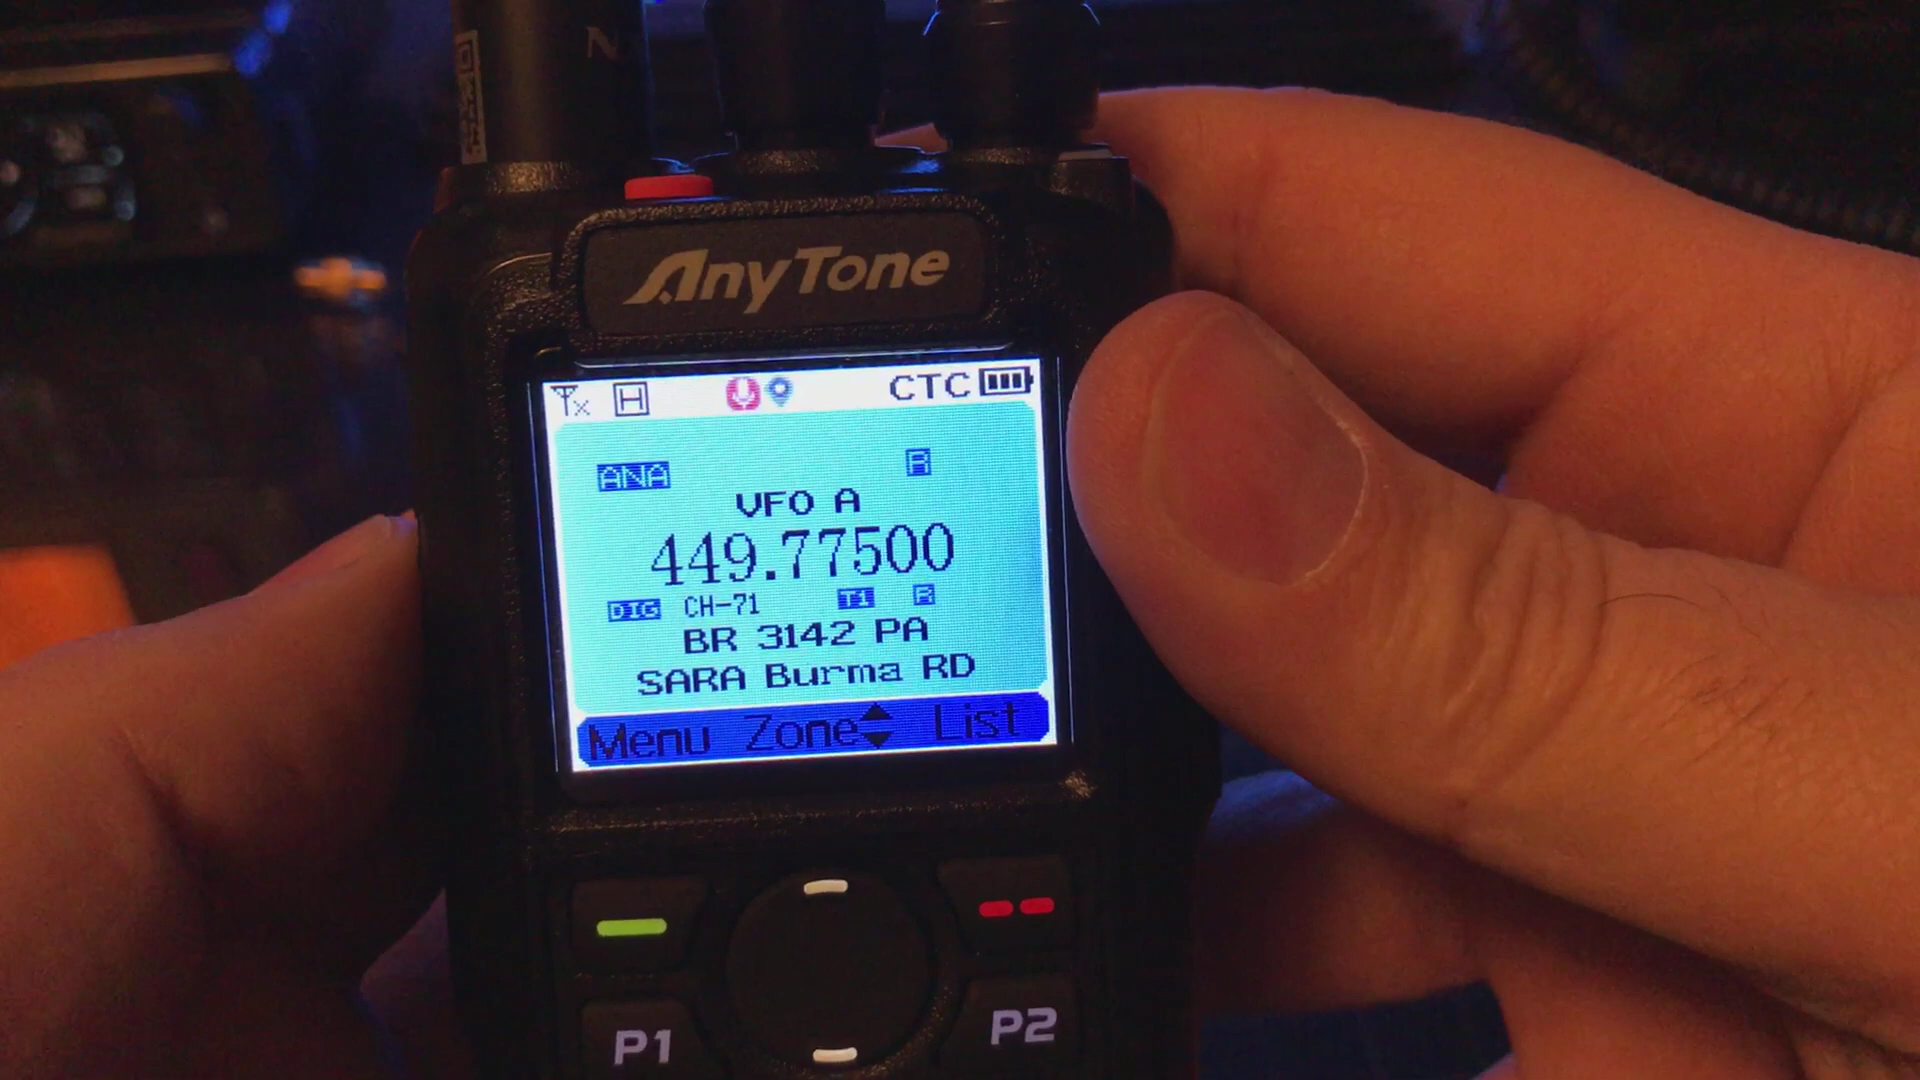 N
AnyTone
Tx H CTC
ANA R
VFO A
449.77500
DIG CH-71 T1 R
BR 3142 PA
SARA Burma RD
Menu Zone List
P1 P2